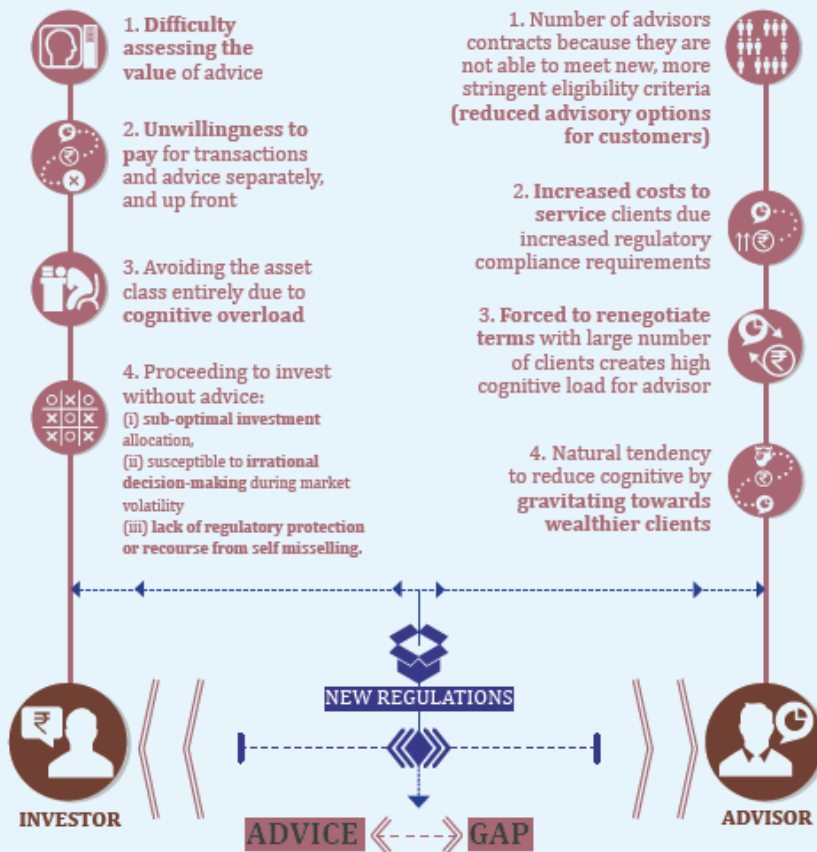 1. Difficulty
assessing the
value of advice
2. Unwillingness to
pay for transactions
and advice separately,
and up front
3. Avoiding the asset
class entirely due to
cognitive overload
4. Proceeding to invest
without advice:
(i) sub-optimal investment
allocation,
(ii) susceptible to irrational
decision-making during market
volatility
(iii) lack of regulatory protection
or recourse from self misselling.
1. Number of advisors
contracts because they are
not able to meet new, more
stringent eligibility criteria
(reduced advisory options
for customers)
2. Increased costs to
service clients due
increased regulatory
compliance requirements
3. Forced to renegotiate
terms with large number
of clients creates high
cognitive load for advisor
4. Natural tendency
to reduce cognitive by
gravitating towards
wealthier clients
NEW REGULATIONS
INVESTOR
ADVISOR
ADVICE GAP